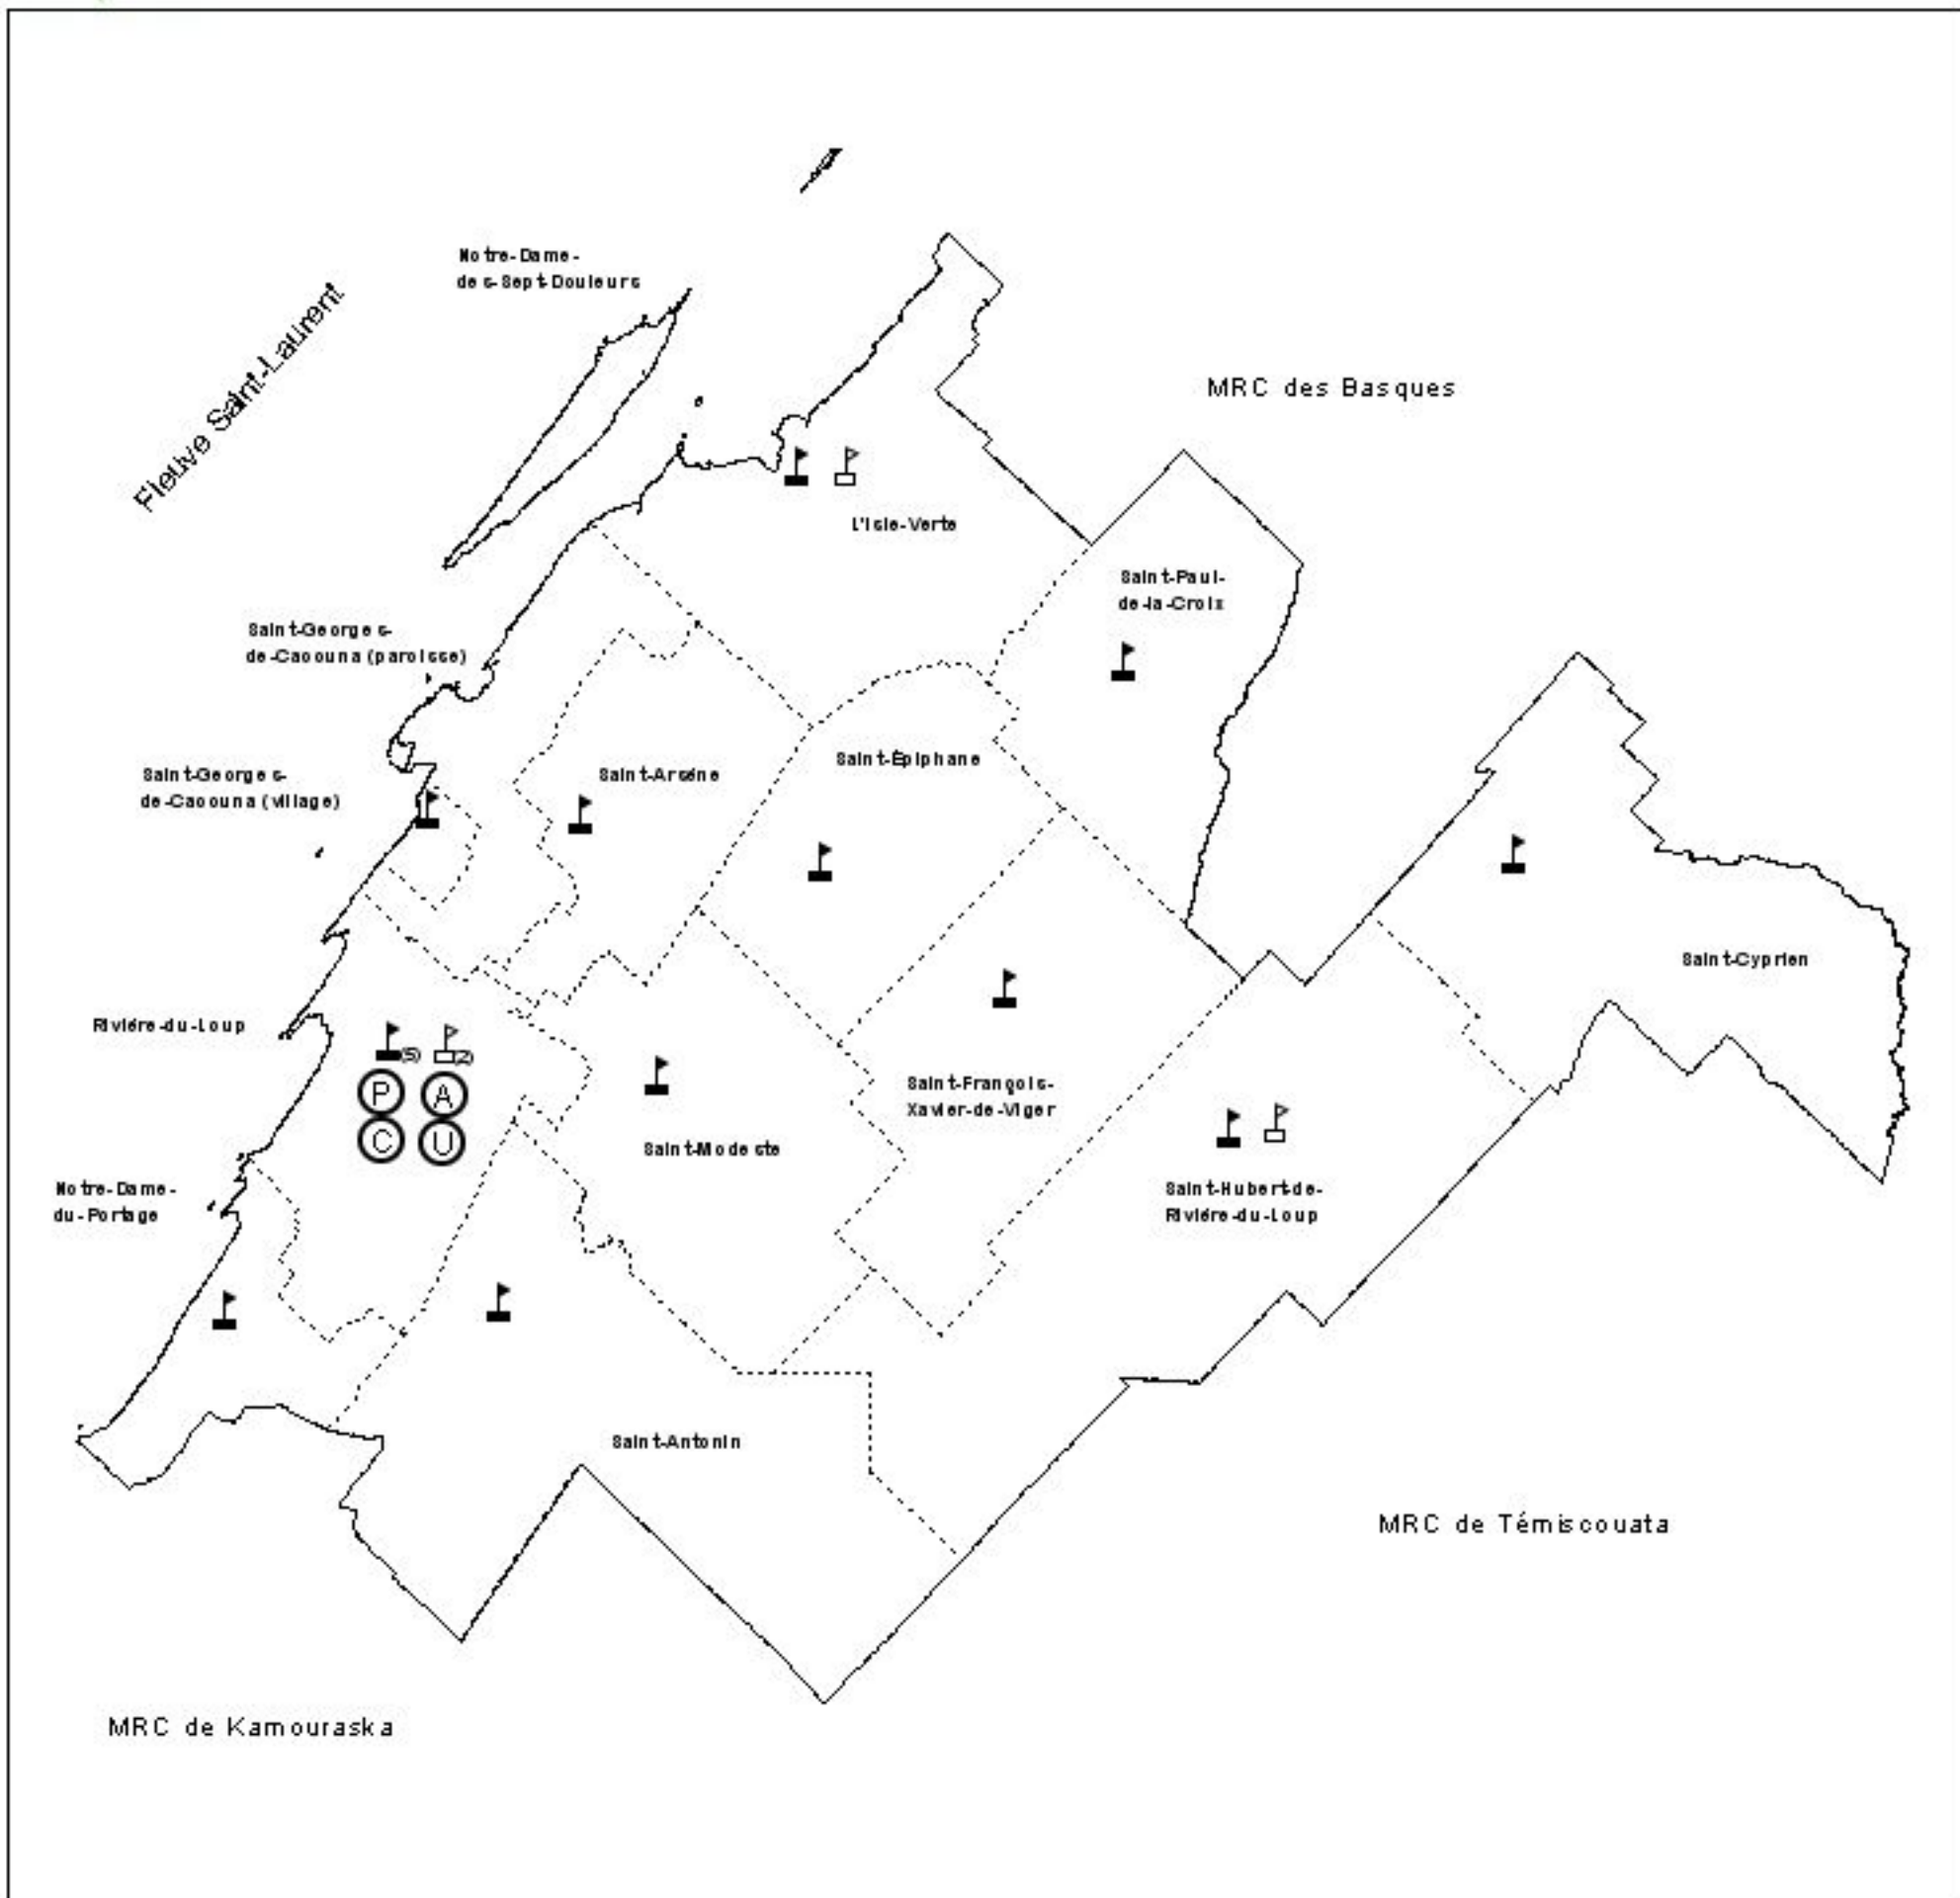 Notre-Dame-
des-Sept-Douleurs
Fleuve Saint-Laurent
MRC des Basques
L'Isle-Verte
Saint-Paul-
de-la-Croix
Saint-Georges-
de-Cacouna (paroisse)
Saint-Georges-
de-Cacouna (village)
Saint-Arsène
Saint-Épiphane
Saint-Cyprien
Rivière-du-Loup
(5)
(2)
P
A
C
U
Saint-Modeste
Saint-François-
Xavier-de-Viger
Saint-Hubert-de-
Rivière-du-Loup
Notre-Dame-
du-Portage
Saint-Antonin
MRC de Témiscouata
MRC de Kamouraska